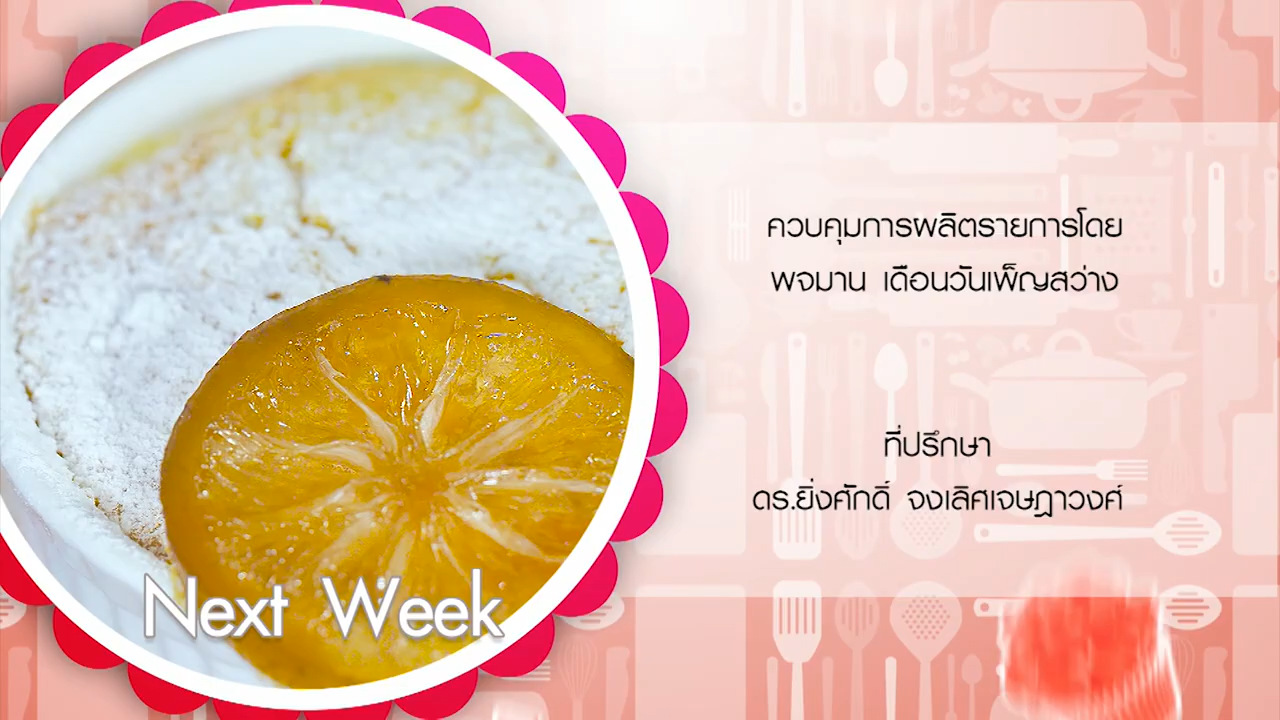 ควบคุมการผลิตรายการโดย
พจมาน เดือนวันเพ็ญสว่าง
ที่ปรึกษา
ดร.ยิ่งศักดิ์ จงเลิศเจษฎาวงศ์
Next Week